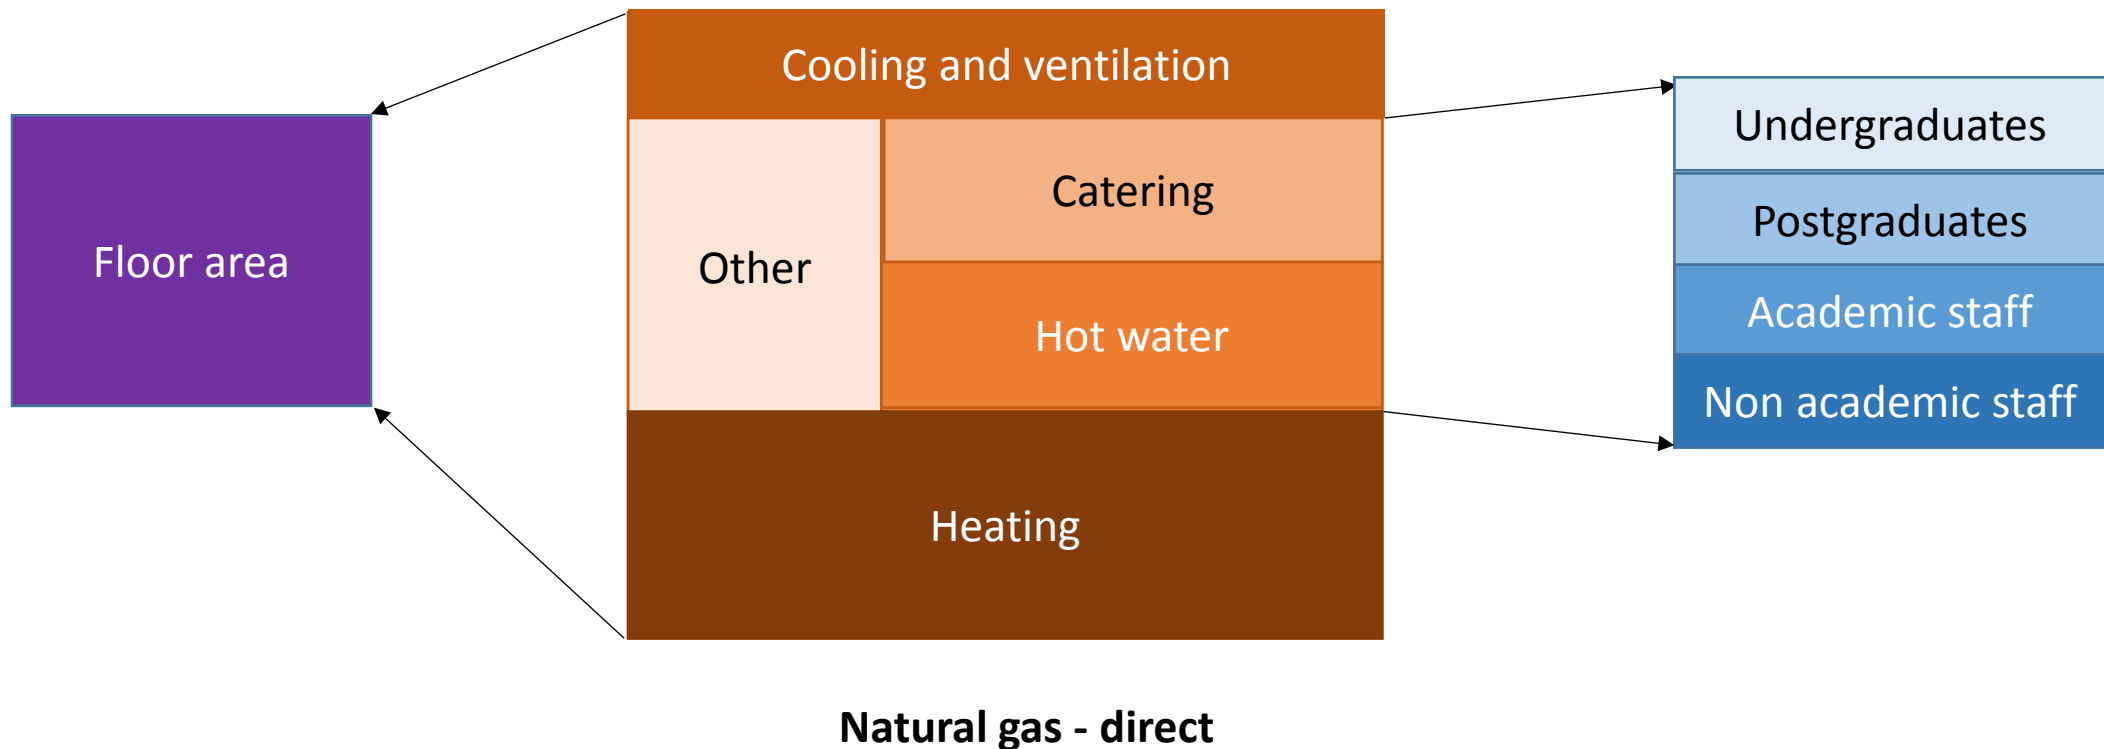 Floor area
Cooling and ventilation
Other
Catering
Hot water
Heating
Undergraduates
Postgraduates
Academic staff
Non academic staff
Natural gas - direct